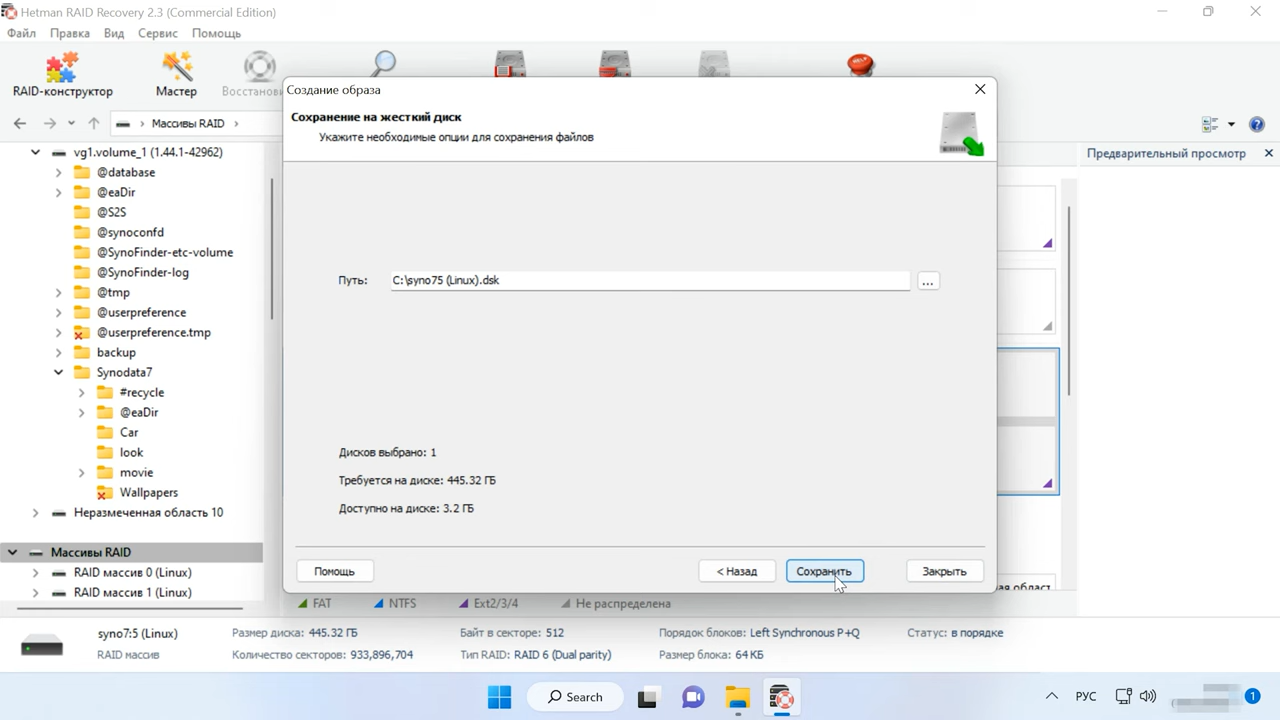 Hetman RAID Recovery 2.3 (Commercial Edition)
Файл Правка Вид Сервис Помощь
RAID-конструктор Мастер
Массивы RAID
Предварительный просмотр
vg1.volume_1 (1.44.1-42962)
@database
@eaDir
@S2S
@synoconfd
@SynoFinder-etc-volume
@SynoFinder-log
@tmp
@userpreference
@userpreference.tmp
backup
Synodata7
#recycle
@eaDir
Car
look
movie
Wallpapers
Неразмеченная область 10
Массивы RAID
RAID массив 0 (Linux)
RAID массив 1 (Linux)
Создание образа
Сохранение на жесткий диск
Укажите необходимые опции для сохранения файлов
Путь: C:\syno75 (Linux).dsk ...
Дисков выбрано: 1
Требуется на диске: 445.32 ГБ
Доступно на диске: 3.2 ГБ
Помощь < Назад Сохранить Закрыть
FAT NTFS Ext2/3/4 Не распределена
syno7:5 (Linux) Размер диска: 445.32 ГБ Байт в секторе: 512 Порядок блоков: Left Synchronous P+Q Статус: в порядке
RAID массив Количество секторов: 933,896,704 Тип RAID: RAID 6 (Dual parity) Размер блока: 64 КБ
Search РУС 1